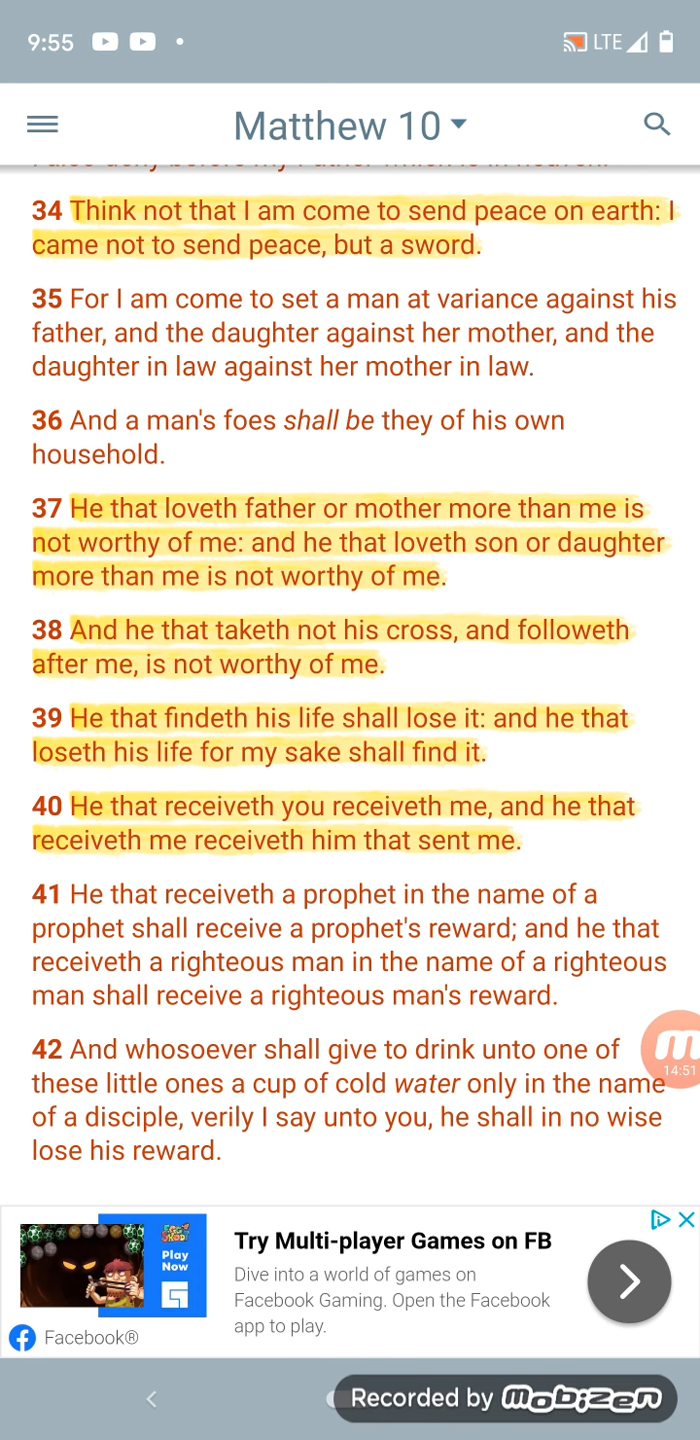 9:55
LTE
Matthew 10
34 Think not that I am come to send peace on earth: I
came not to send peace, but a sword.
35 For I am come to set a man at variance against his
father, and the daughter against her mother, and the
daughter in law against her mother in law.
36 And a man's foes shall be they of his own
household.
37 He that loveth father or mother more than me is
not worthy of me: and he that loveth son or daughter
more than me is not worthy of me.
38 And he that taketh not his cross, and followeth
after me, is not worthy of me.
39 He that findeth his life shall lose it: and he that
loseth his life for my sake shall find it.
40 He that receiveth you receiveth me, and he that
receiveth me receiveth him that sent me.
41 He that receiveth a prophet in the name of a
prophet shall receive a prophet's reward; and he that
receiveth a righteous man in the name of a righteous
man shall receive a righteous man's reward.
42 And whosoever shall give to drink unto one of
these little ones a cup of cold water only in the name
of a disciple, verily I say unto you, he shall in no wise
lose his reward.
14:51
Play
Now
Try Multi-player Games on FB
Dive into a world of games on
Facebook Gaming. Open the Facebook
app to play.
Facebook®
Recorded by Mobizen